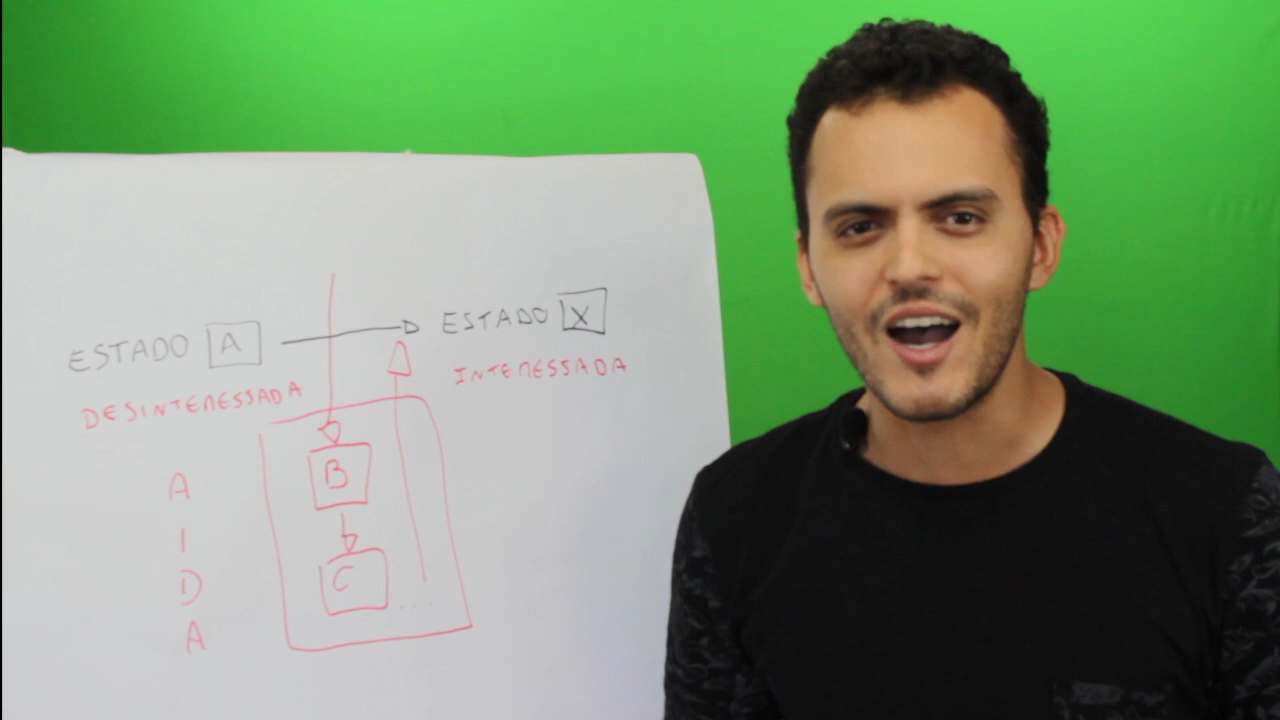 ESTADO A
ESTADO X
DESINTERESSADA
INTERESSADA
B
C
...
A
I
D
A